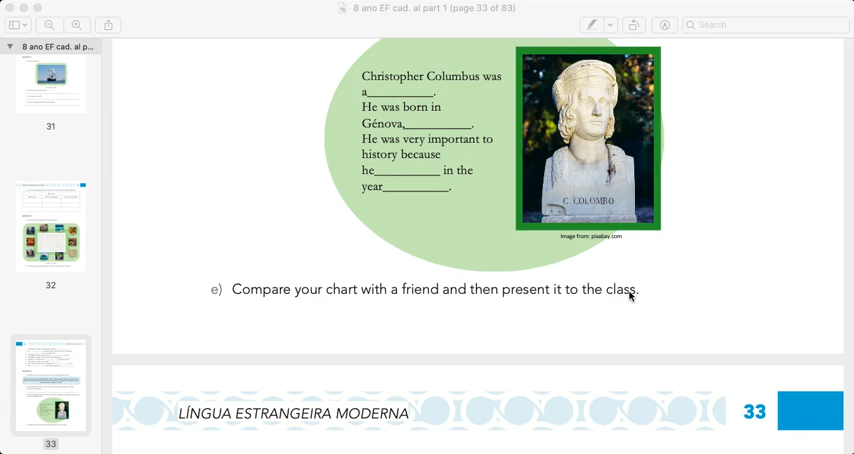 8 ano EF cad. al part 1 (page 33 of 83)
Search
8 ano EF cad. al p...
31
32
33
Christopher Columbus was
a__________.
He was born in
Génova,__________.
He was very important to
history because
he__________ in the
year__________.
C. COLOMBO
Image from: pixabay.com
e) Compare your chart with a friend and then present it to the class.
LÍNGUA ESTRANGEIRA MODERNA
33